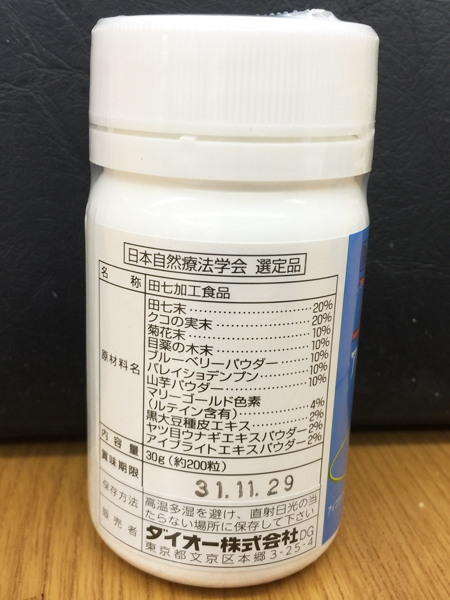 日本自然療法学会 選定品
名 称 田七加工食品
原材料名
田七末 20%
クコの実末 20%
菊花末 10%
目薬の木末 10%
ブルーベリーパウダー 10%
バレイショデンプン 10%
山芋パウダー 10%
マリーゴールド色素
(ルテイン含有) 4%
黒大豆種皮エキス 2%
ヤツ目ウナギエキスパウダー 2%
アイブライトエキスパウダー 2%
内容量 30g(約200粒)
賞味期限 31.11.29
保存方法 高温多湿を避け、直射日光の当
たらない場所に保存して下さい
販売者 ダイオー株式会社 DG
東京都文京区本郷3-25-4